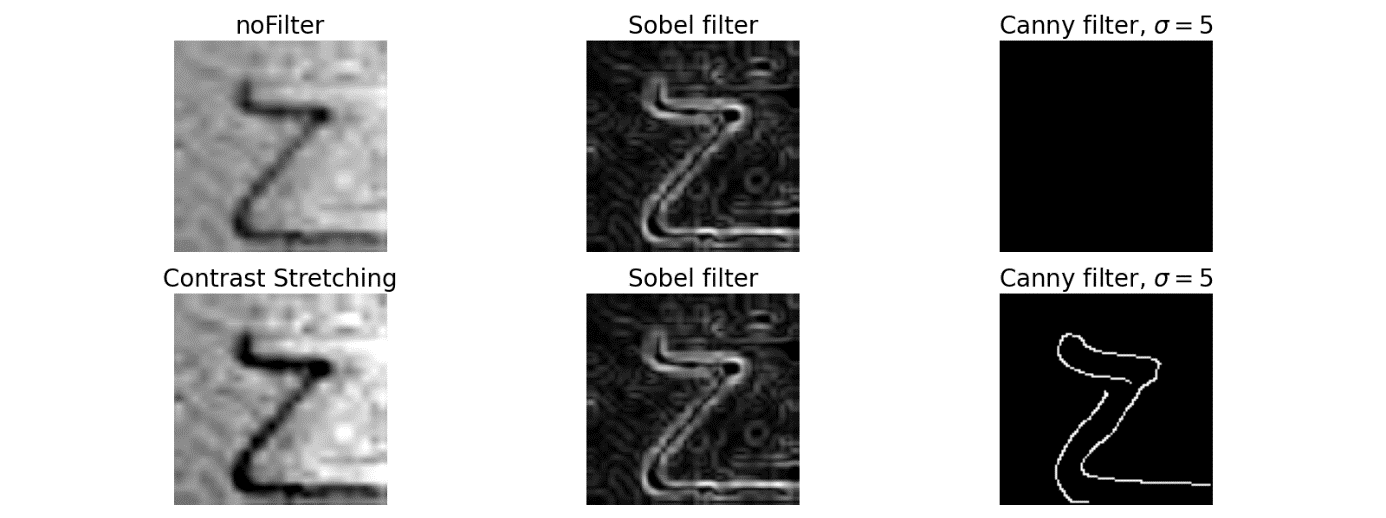 noFilter Sobel filter Canny filter, σ = 5
Contrast Stretching Sobel filter Canny filter, σ = 5